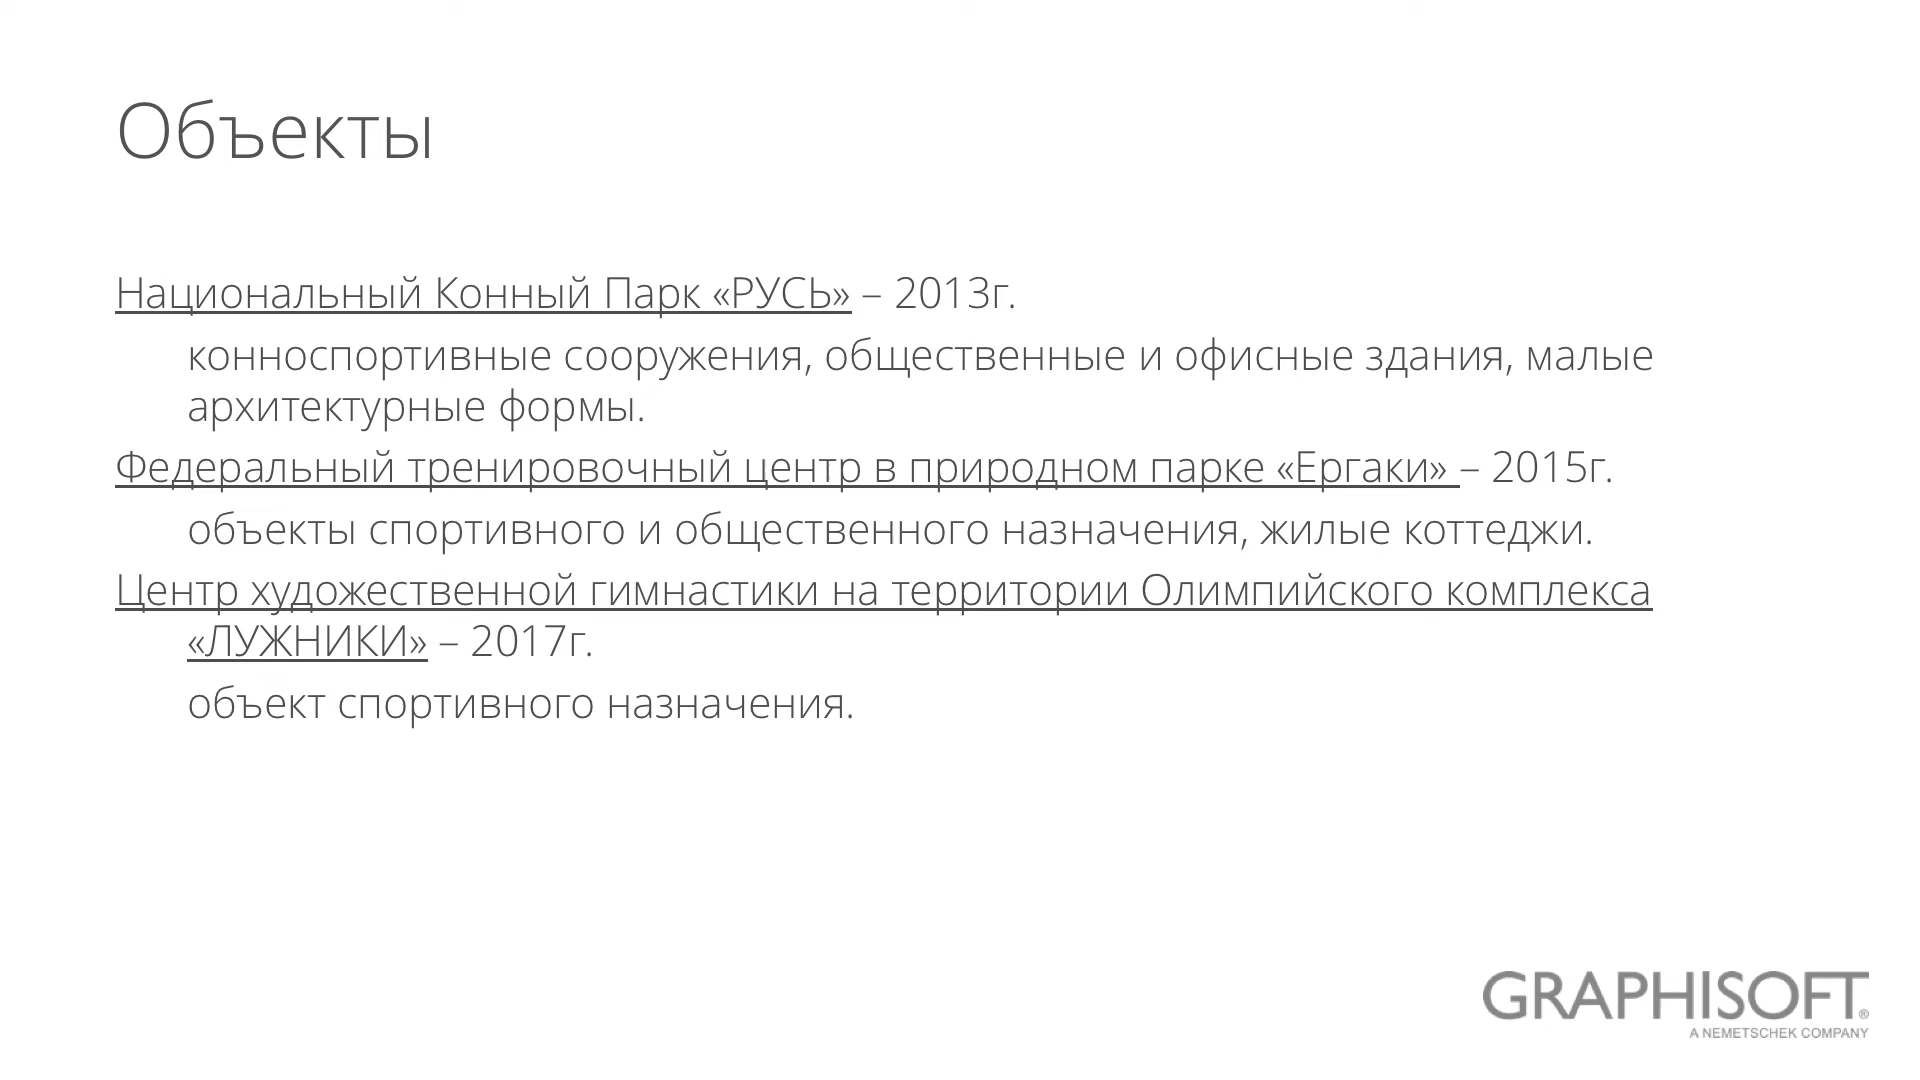 Объекты
Национальный Конный Парк «РУСЬ» – 2013г.
конноспортивные сооружения, общественные и офисные здания, малые
архитектурные формы.
Федеральный тренировочный центр в природном парке «Ергаки» – 2015г.
объекты спортивного и общественного назначения, жилые коттеджи.
Центр художественной гимнастики на территории Олимпийского комплекса
«ЛУЖНИКИ» – 2017г.
объект спортивного назначения.
GRAPHISOFT®
A NEMETSCHEK COMPANY